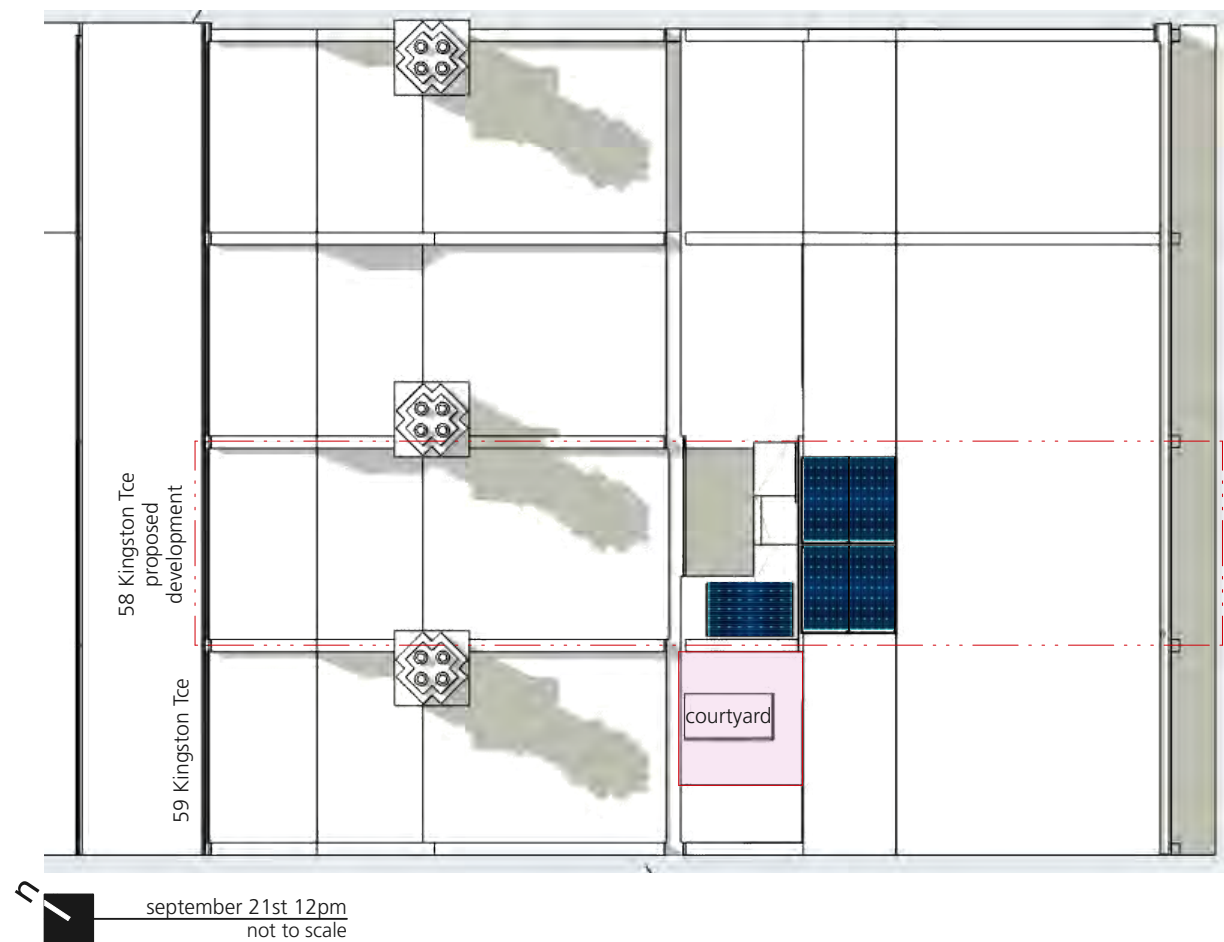 58 Kingston Tce
proposed
development
courtyard
59 Kingston Tce
n
september 21st 12pm
not to scale